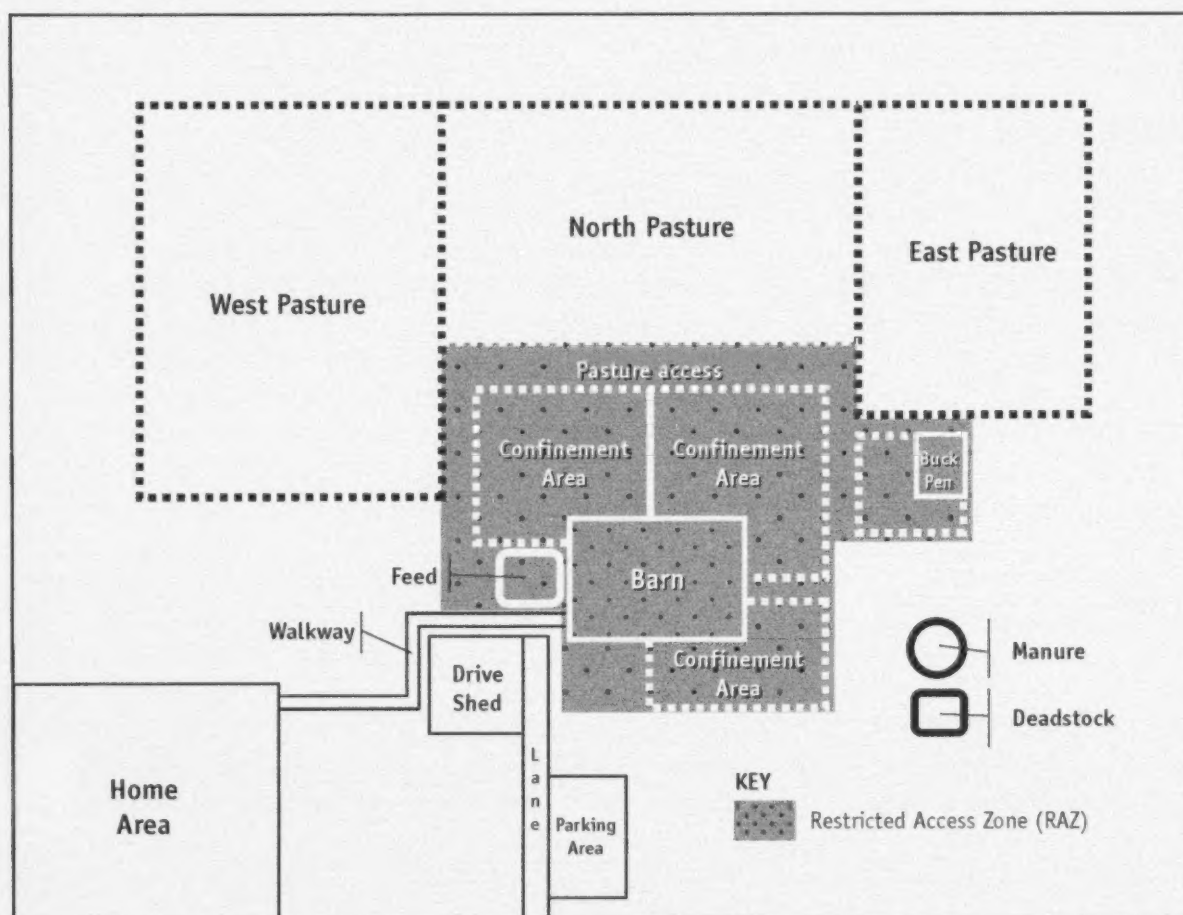 North Pasture
East Pasture
West Pasture
Pasture access
Confinement
Area
Confinement
Area
Buck
Pen
Feed
Barn
Walkway
Drive
Shed
Confinement
Area
Manure
Deadstock
Lane
Home
Area
Parking
Area
KEY
Restricted Access Zone (RAZ)